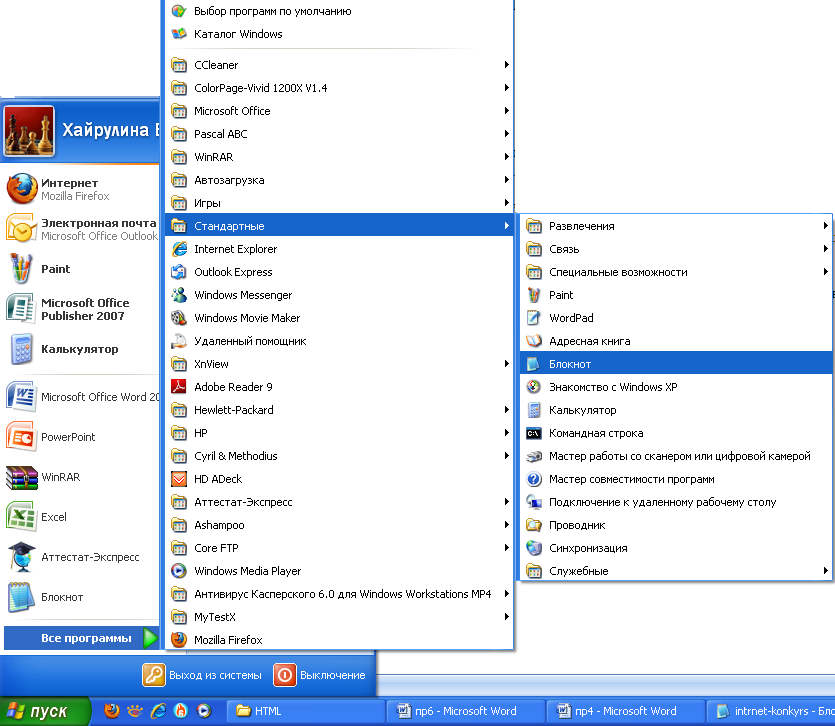 Выбор программ по умолчанию
Каталог Windows
CCleaner
ColorPage-Vivid 1200X V1.4
Microsoft Office
Pascal ABC
WinRAR
Автозагрузка
Игры
Стандартные
Internet Explorer
Outlook Express
Windows Messenger
Windows Movie Maker
Удаленный помощник
XnView
Adobe Reader 9
Hewlett-Packard
HP
Cyril & Methodius
HD ADeck
Аттестат-Экспресс
Ashampoo
Core FTP
Windows Media Player
Антивирус Касперского 6.0 для Windows Workstations MP4
MyTestX
Mozilla Firefox
Развлечения
Связь
Специальные возможности
Paint
WordPad
Адресная книга
Блокнот
Знакомство с Windows XP
Калькулятор
C:\
Командная строка
Мастер работы со сканером или цифровой камерой
Мастер совместимости программ
Подключение к удаленному рабочему столу
Проводник
Синхронизация
Служебные
Хайрулина
Интернет
Mozilla Firefox
Электронная почта
Microsoft Office Outlook
Paint
Microsoft Office
Publisher 2007
Калькулятор
Microsoft Office Word 20
PowerPoint
WinRAR
Excel
Аттестат-Экспресс
Блокнот
Все программы
Выход из системы
Выключение
пуск
HTML
пр6 - Microsoft Word
пр4 - Microsoft Word
intrnet-konkyrs - Бло